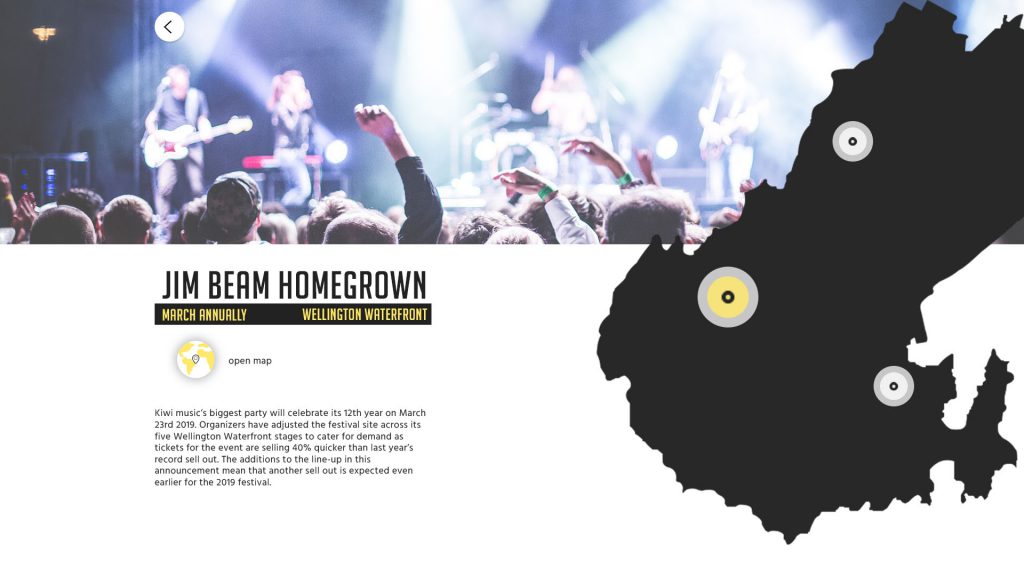 JIM BEAM HOMEGROWN
MARCH ANNUALLY WELLINGTON WATERFRONT
open map
Kiwi music's biggest party will celebrate its 12th year on March
23rd 2019. Organizers have adjusted the festival site across its
five Wellington Waterfront stages to cater for demand as
tickets for the event are selling 40% quicker than last year's
record sell out. The additions to the line-up in this
announcement mean that another sell out is expected even
earlier for the 2019 festival.